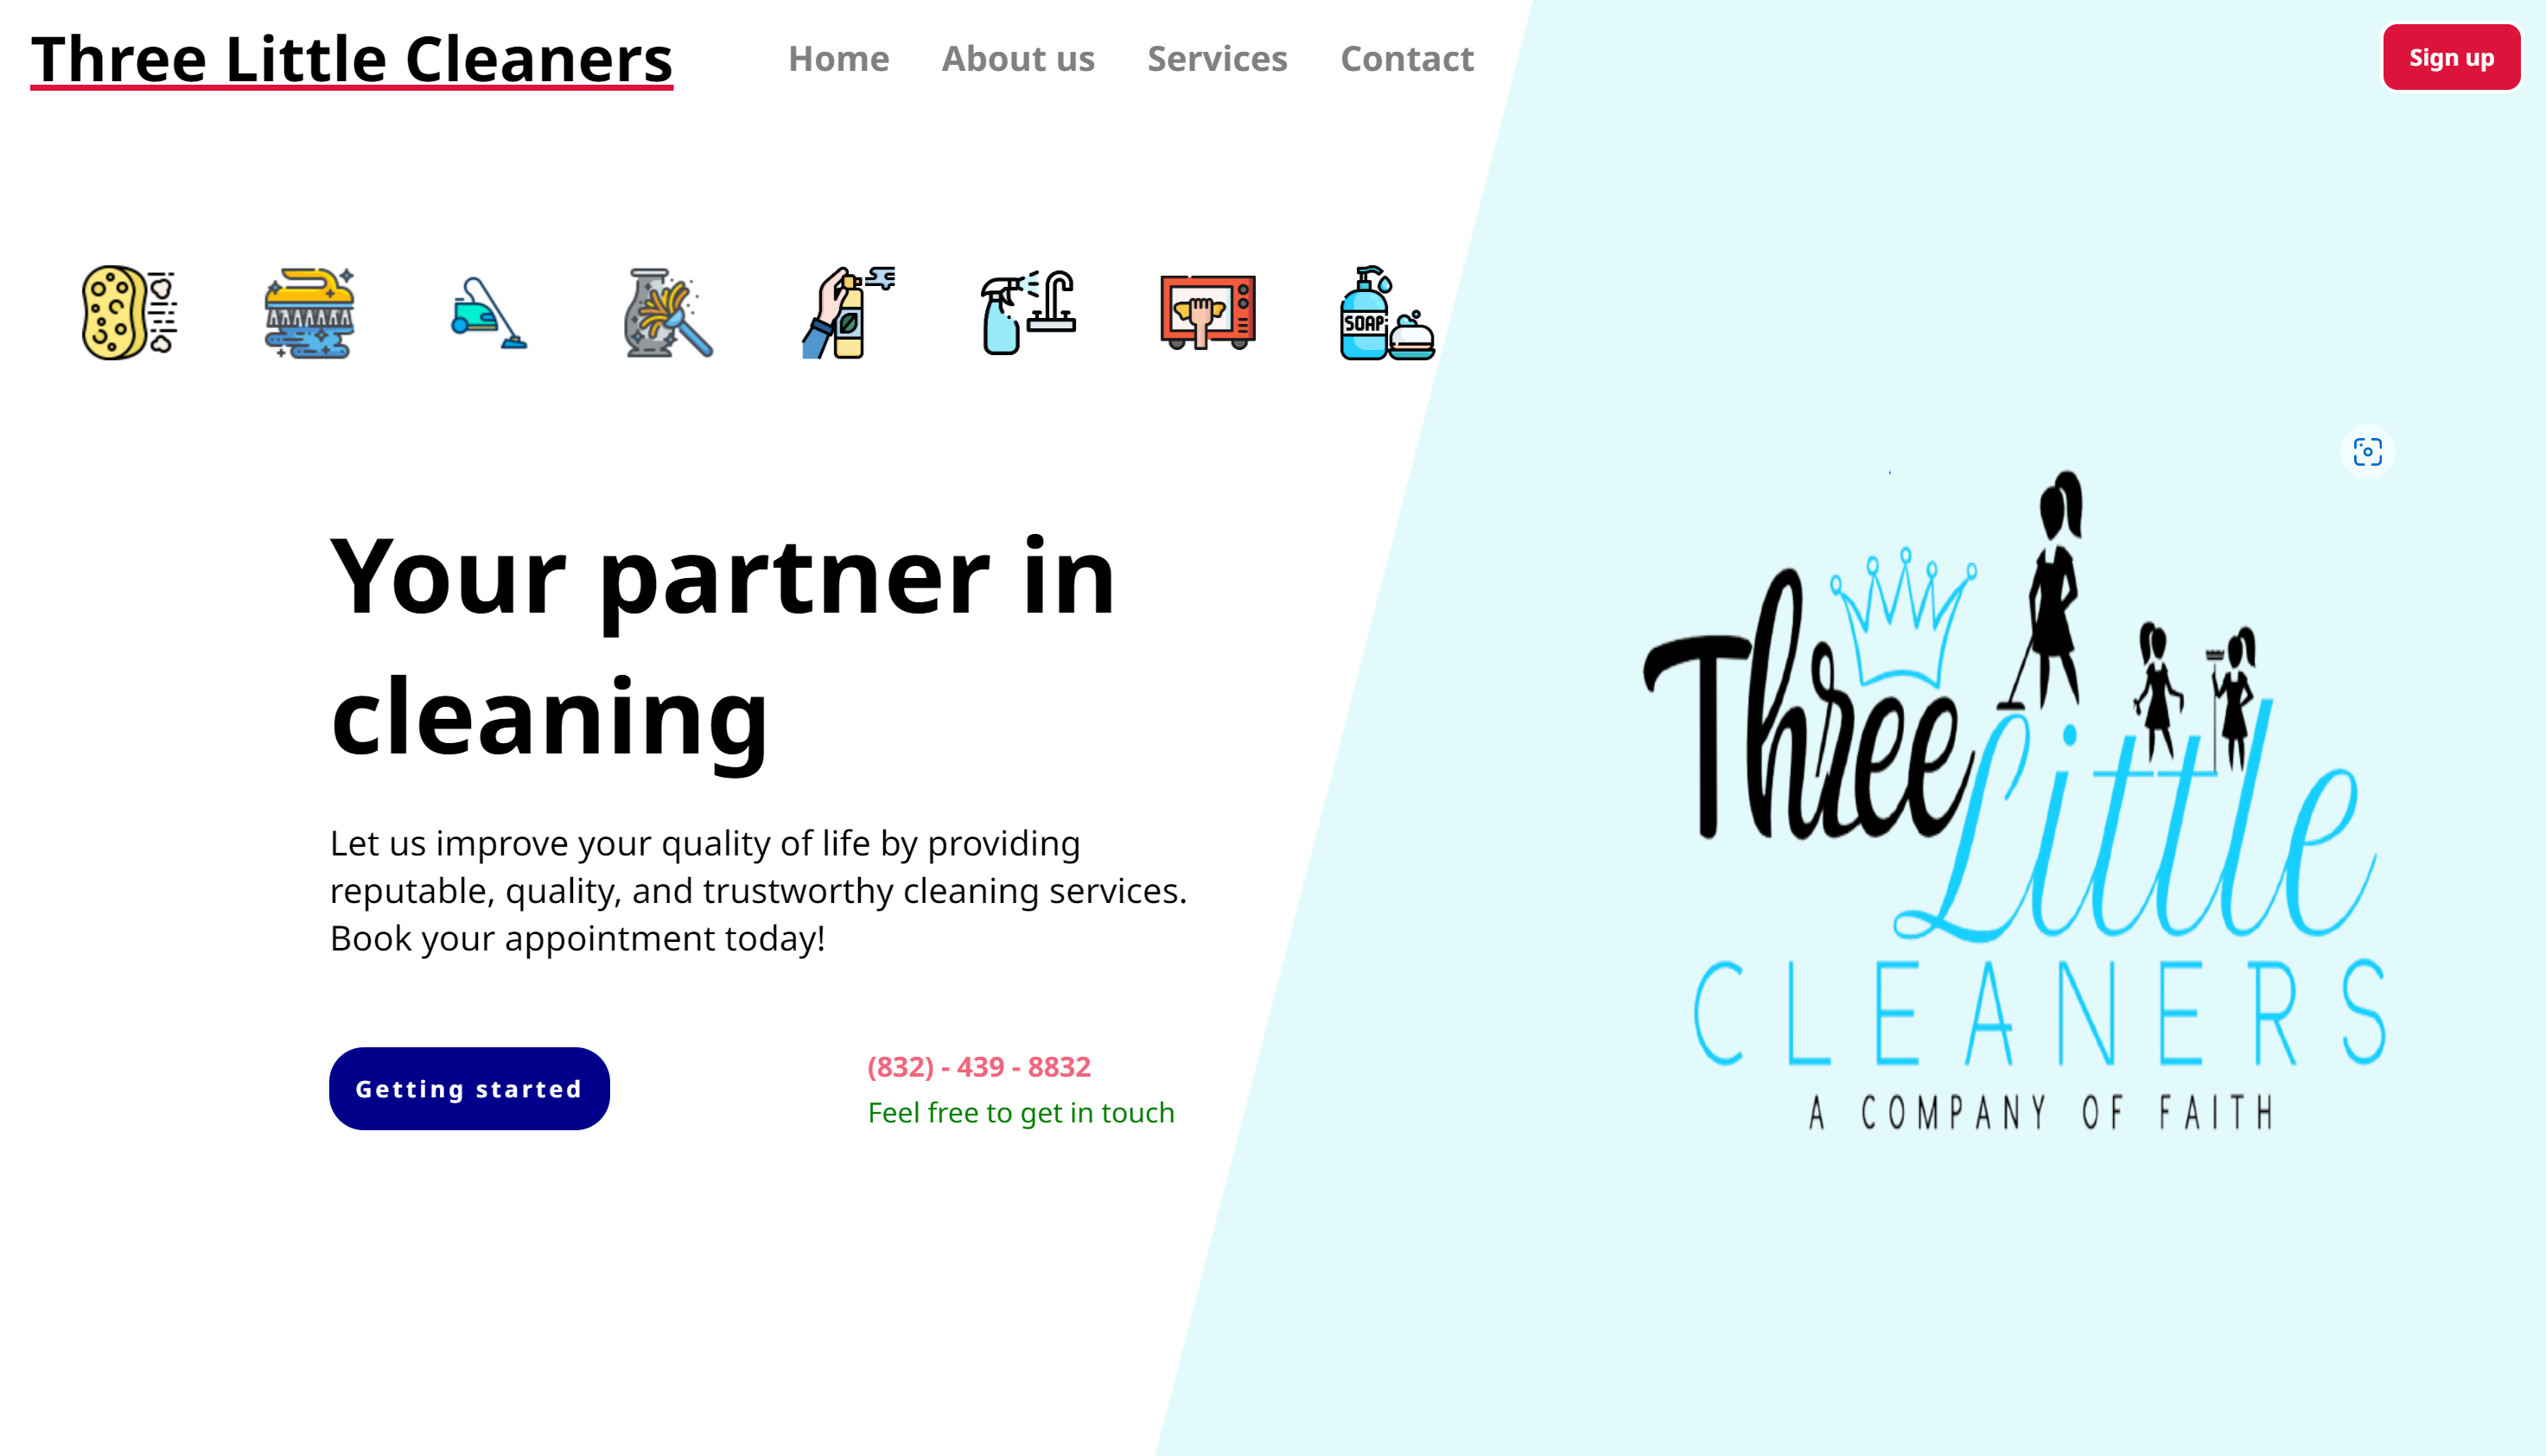 Three Little Cleaners
Home
About us
Services
Contact
Sign up
SOAP
Your partner in
cleaning
Let us improve your quality of life by providing
reputable, quality, and trustworthy cleaning services.
Book your appointment today!
Getting started
(832) - 439 - 8832
Feel free to get in touch
Three
Little
CLEANERS
A COMPANY OF FAITH